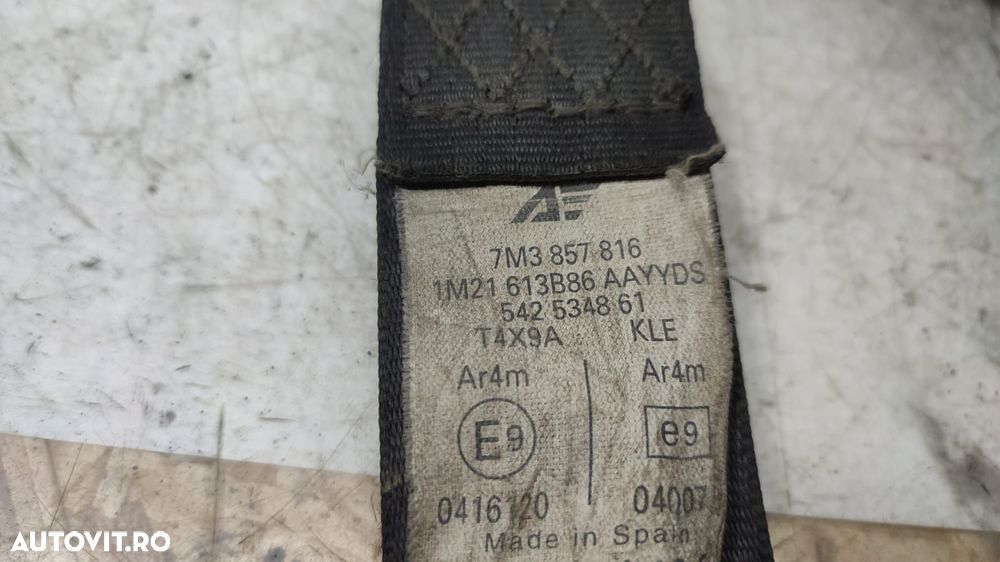 7M3 857 816
1M21 613B86 AAYYDS
542 5348 61
T4X9A KLE
Ar4m Ar4m
E9 e9
0416120 04007
Made in Spain
AUTOVIT.RO